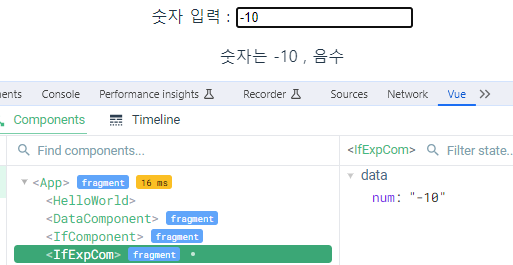 숫자 입력 : -10
숫자는 -10 , 음수
nents Console Performance insights Recorder Sources Network Vue
Components Timeline
Find components... <IfExpCom> Filter state...
<App> fragment 16 ms data
<HelloWorld> num: "-10"
<DataComponent> fragment
<IfComponent> fragment
<IfExpCom> fragment